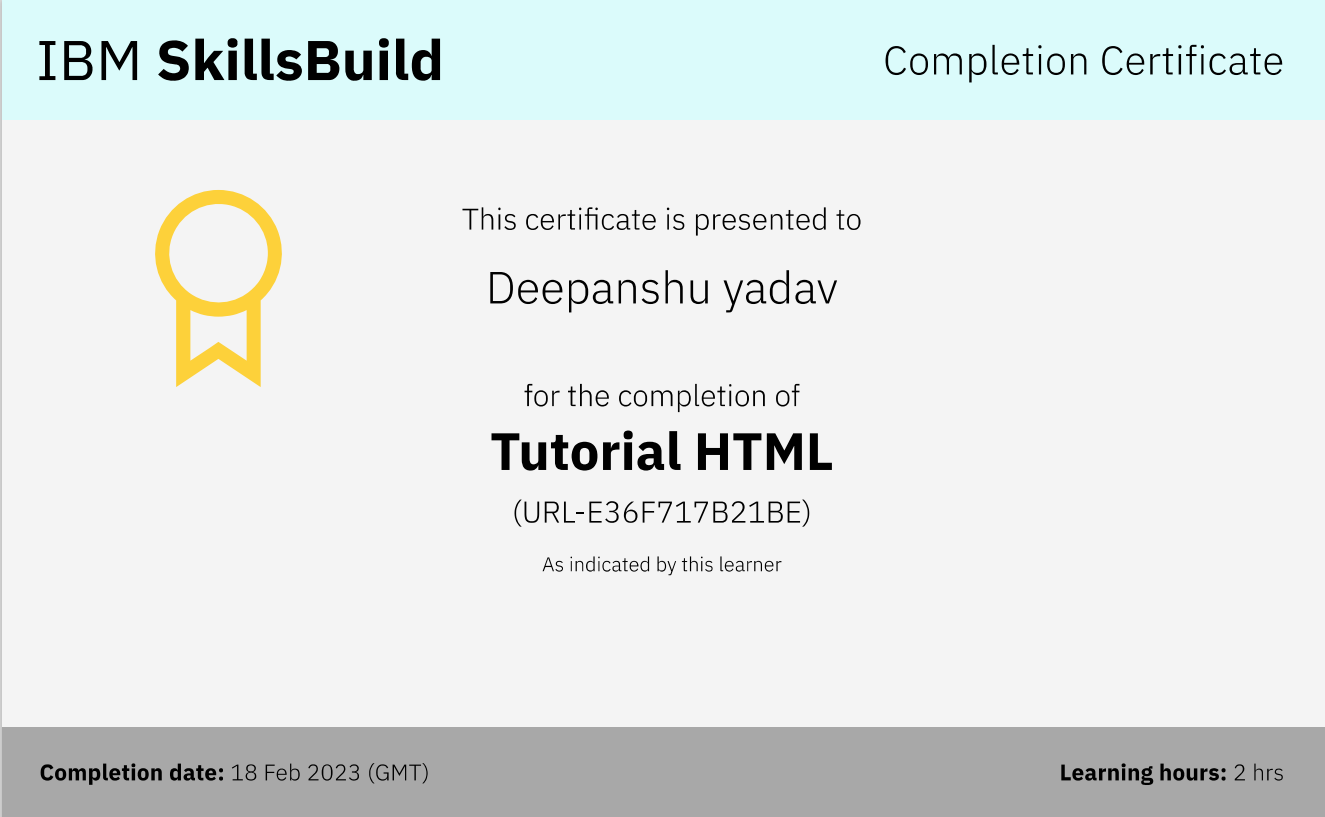 IBM SkillsBuild
Completion Certificate
This certificate is presented to
Deepanshu yadav
for the completion of
Tutorial HTML
(URL-E36F717B21BE)
As indicated by this learner
Completion date: 18 Feb 2023 (GMT)
Learning hours: 2 hrs